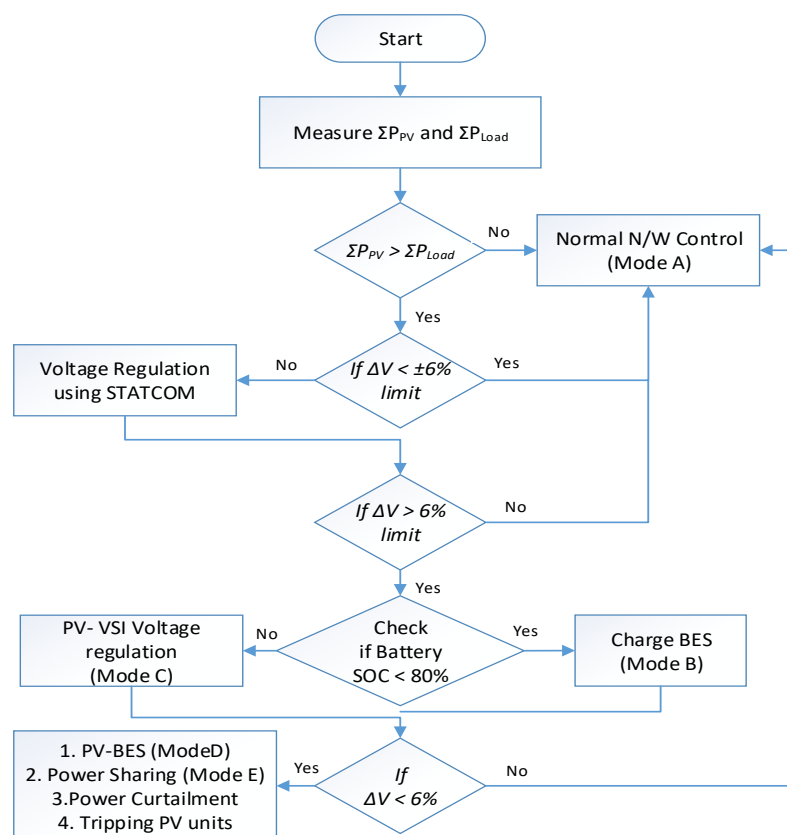 Start
Measure ΣPPV and ΣPLoad
ΣPPV > ΣPLoad
No
Normal N/W Control
(Mode A)
Yes
Voltage Regulation
using STATCOM
No
If ΔV < ±6%
limit
Yes
If ΔV > 6%
limit
No
Yes
PV- VSI Voltage
regulation
(Mode C)
No
Check
if Battery
SOC < 80%
Yes
Charge BES
(Mode B)
1. PV-BES (ModeD)
2. Power Sharing (Mode E)
3.Power Curtailment
4. Tripping PV units
Yes
If
ΔV < 6%
No